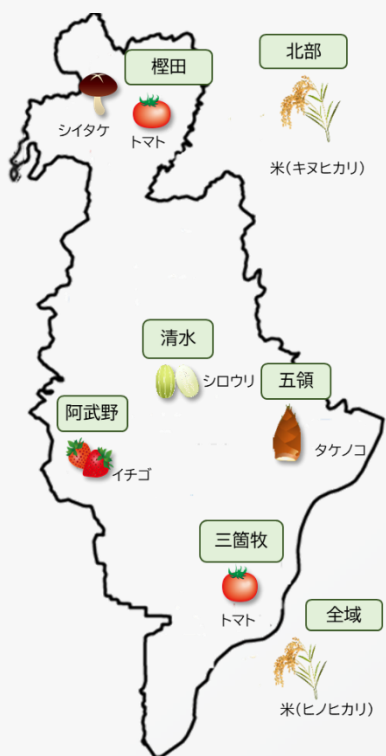 北部
樫田
シイタケ
トマト
米(キヌヒカリ)
清水
シロウリ
五領
阿武野
タケノコ
イチゴ
三箇牧
トマト
全域
米(ヒノヒカリ)